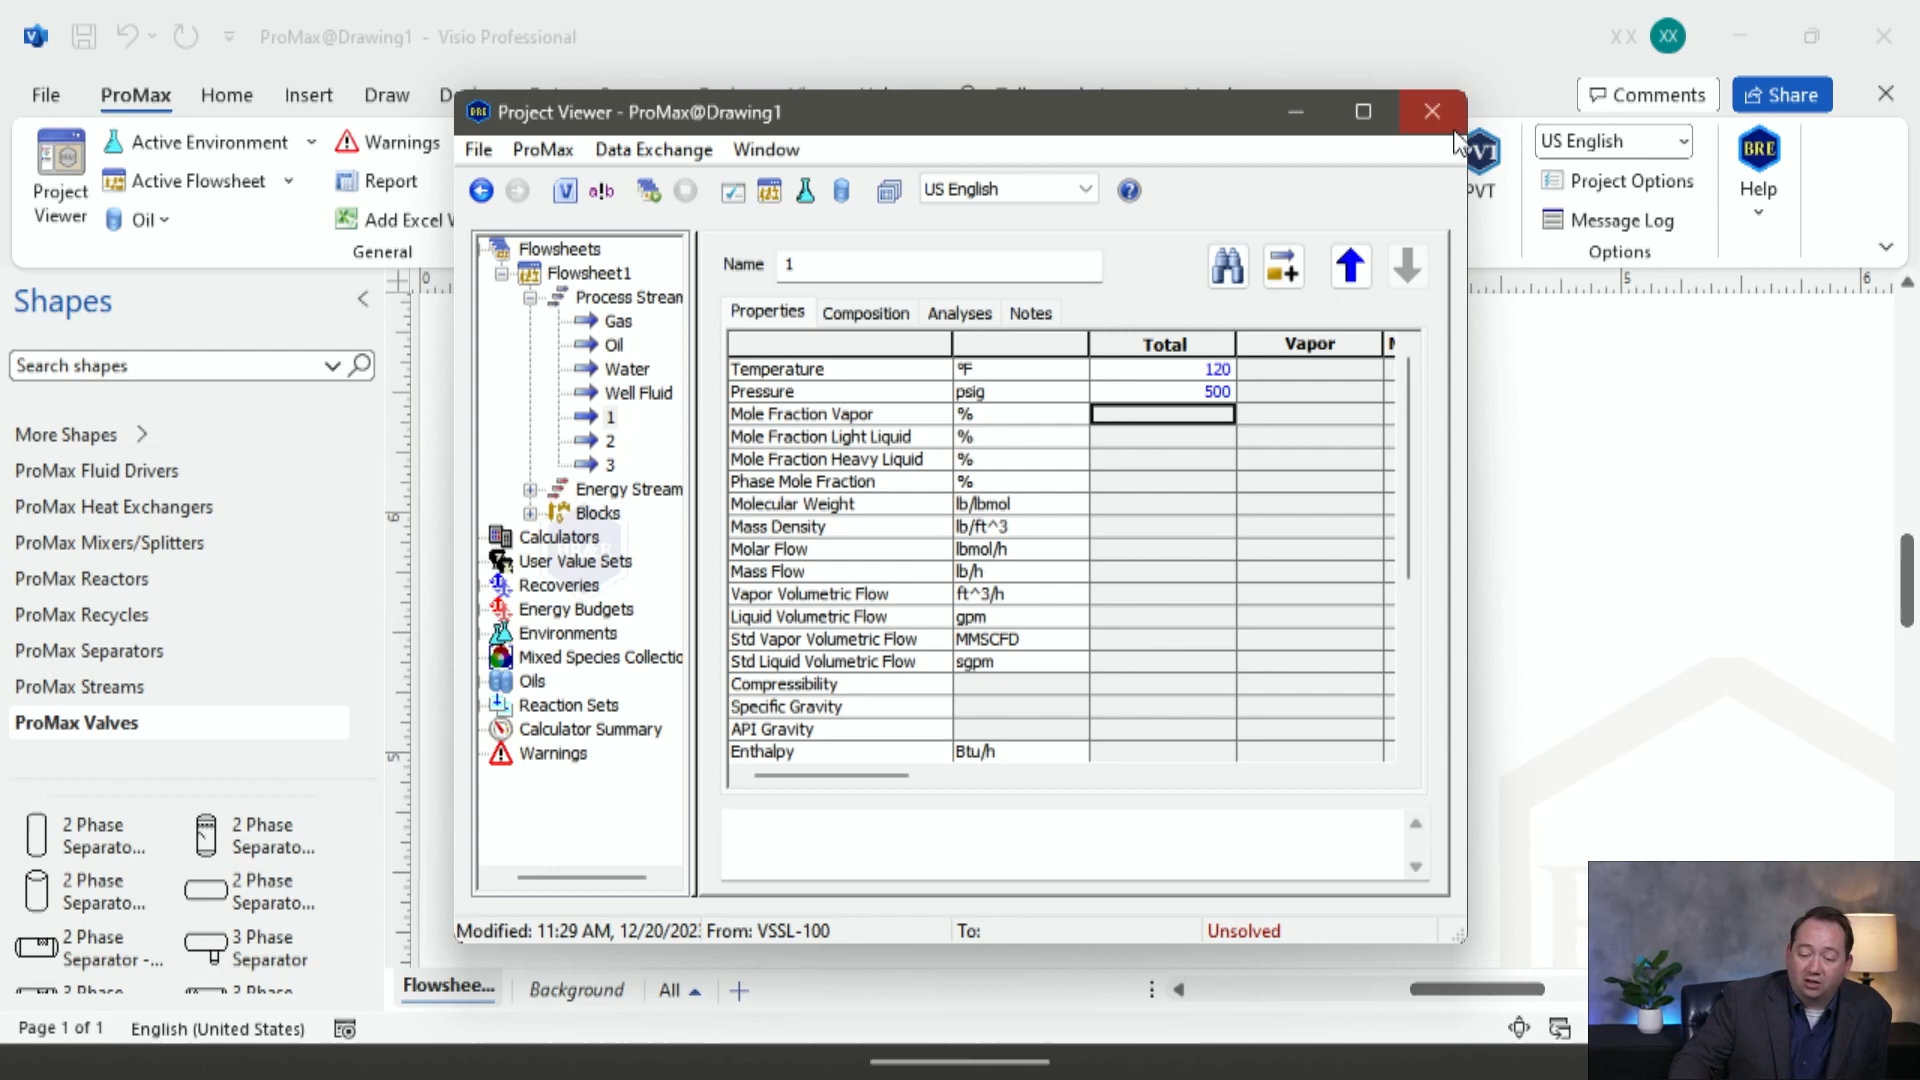 ProMax@Drawing1 - Visio Professional
X X
XX
File
ProMax
Home
Insert
Draw
Comments
Share
Project Viewer
Active Environment
Active Flowsheet
Oil
Warnings
Report
Add Excel
General
PVT
US English
Project Options
Message Log
Options
BRE
Help
Project Viewer - ProMax@Drawing1
File
ProMax
Data Exchange
Window
a!b
US English
Shapes
Search shapes
More Shapes
ProMax Fluid Drivers
ProMax Heat Exchangers
ProMax Mixers/Splitters
ProMax Reactors
ProMax Recycles
ProMax Separators
ProMax Streams
ProMax Valves
2 Phase Separato...
2 Phase Separato...
2 Phase Separato...
2 Phase Separato...
2 Phase Separator -...
3 Phase Separator
0
5
6
6
5
Flowsheets
Flowsheet1
Process Stream
Gas
Oil
Water
Well Fluid
1
2
3
Energy Stream
Blocks
Calculators
User Value Sets
Recoveries
Energy Budgets
Environments
Mixed Species Collectio
Oils
Reaction Sets
Calculator Summary
Warnings
Name 1
Properties
Composition
Analyses
Notes
Total Vapor
Temperature °F 120
Pressure psig 500
Mole Fraction Vapor %
Mole Fraction Light Liquid %
Mole Fraction Heavy Liquid %
Phase Mole Fraction %
Molecular Weight lb/lbmol
Mass Density lb/ft^3
Molar Flow lbmol/h
Mass Flow lb/h
Vapor Volumetric Flow ft^3/h
Liquid Volumetric Flow gpm
Std Vapor Volumetric Flow MMSCFD
Std Liquid Volumetric Flow sgpm
Compressibility
Specific Gravity
API Gravity
Enthalpy Btu/h
Modified: 11:29 AM, 12/20/202
From: VSSL-100
To:
Unsolved
Flowshee...
Background
All
Page 1 of 1
English (United States)